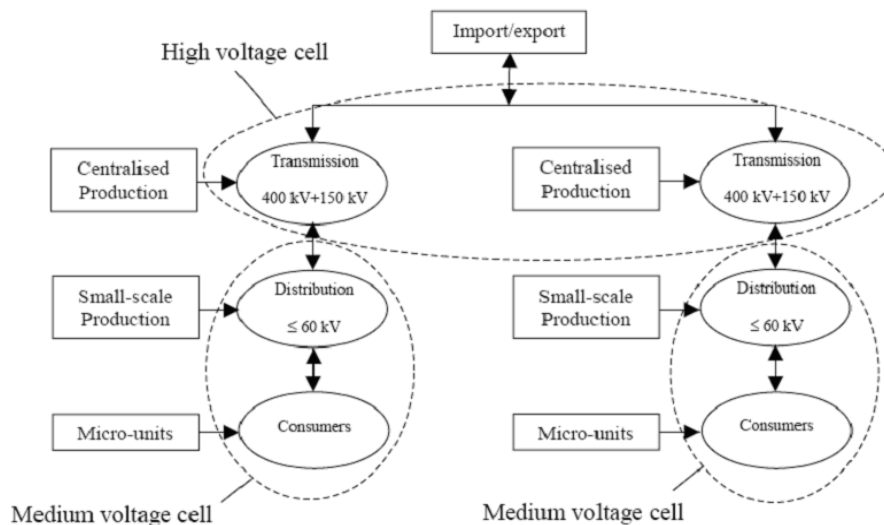 Import/export
High voltage cell
Centralised
Production
Transmission
400 kV+150 kV
Centralised
Production
Transmission
400 kV+150 kV
Small-scale
Production
Distribution
≤ 60 kV
Small-scale
Production
Distribution
≤ 60 kV
Micro-units
Consumers
Micro-units
Consumers
Medium voltage cell
Medium voltage cell